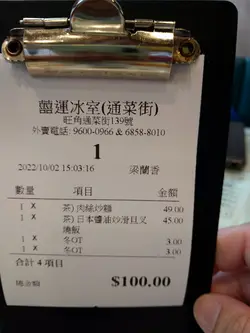 囍運冰室(通菜街)
旺角通菜街139號
外賣電話: 9600-0966 & 6858-8010
1
2022/10/02 15:03:16 梁蘭香
數量 項目 金額
1 X 茶) 肉絲炒麵 49.00
1 X 茶) 日本醬油炒滑豆叉 45.00
燒飯
1 X 冬OT 3.00
1 X 冬OT 3.00
合計 4 項目
總金額 $100.00